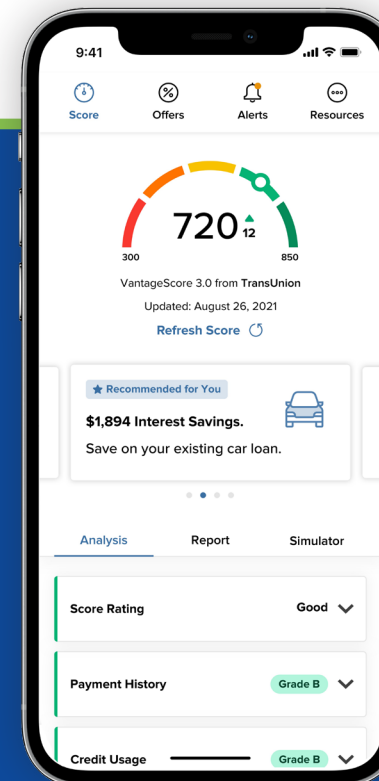 9:41
Score Offers Alerts Resources
720 12
300 850
VantageScore 3.0 from TransUnion
Updated: August 26, 2021
Refresh Score
Recommended for You
$1,894 Interest Savings.
Save on your existing car loan.
Analysis Report Simulator
Score Rating Good
Payment History Grade B
Credit Usage Grade B